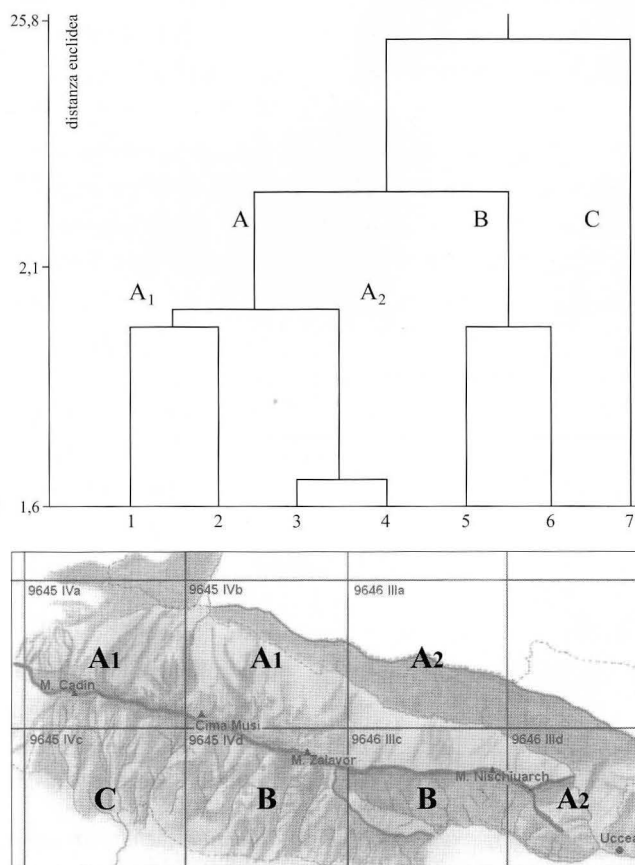 25,8
distanza euclidea
A B C
2,1
A₁ A₂
1,6
1 2 3 4 5 6 7
9645 IVa 9645 IVb 9646 IIIa
A1 A1 A2
M. Cadin
Cima Musi
9645 IVc 9645 IVd 9646 IIIc 9646 IIId
M. Zaiavor
M. Nischiuarch
C B B A2
Uccea